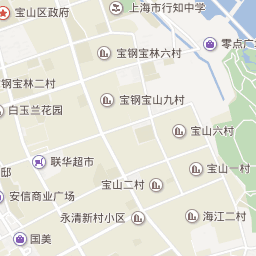 宝山区政府
上海市行知中学
宝钢宝林六村
零点广
宝钢宝林二村
宝钢宝山九村
白玉兰花园
宝山六村
联华超市
邸
宝山一村
宝山二村
安信商业广场
永清新村小区
海江二村
国美